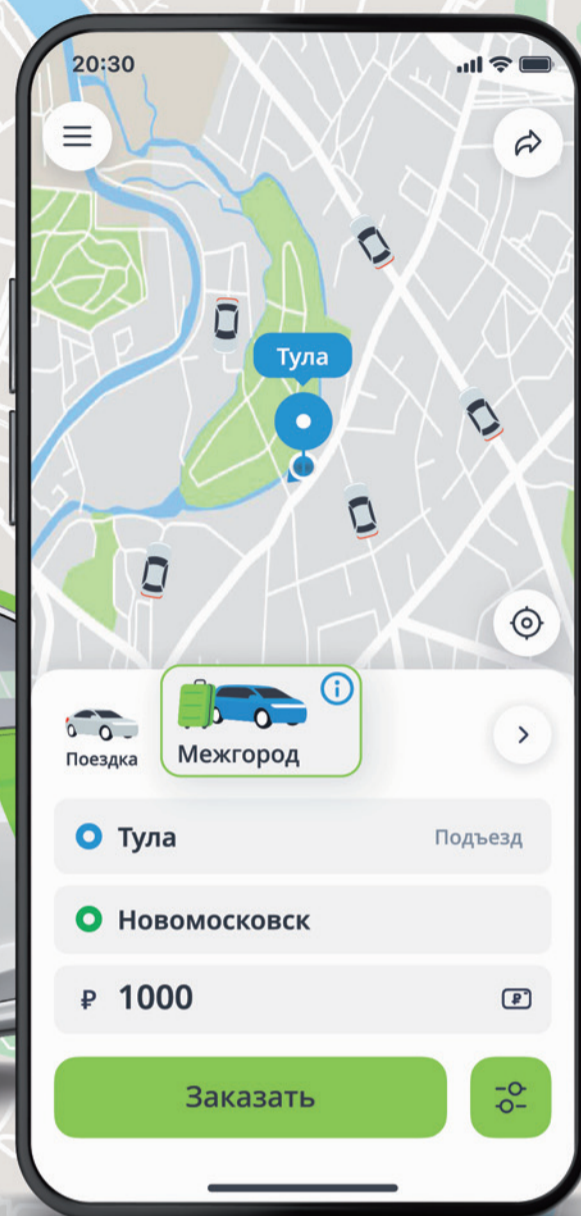 20:30
Тула
Поездка
Межгород
Тула
Подъезд
Новомосковск
₽ 1000
Заказать